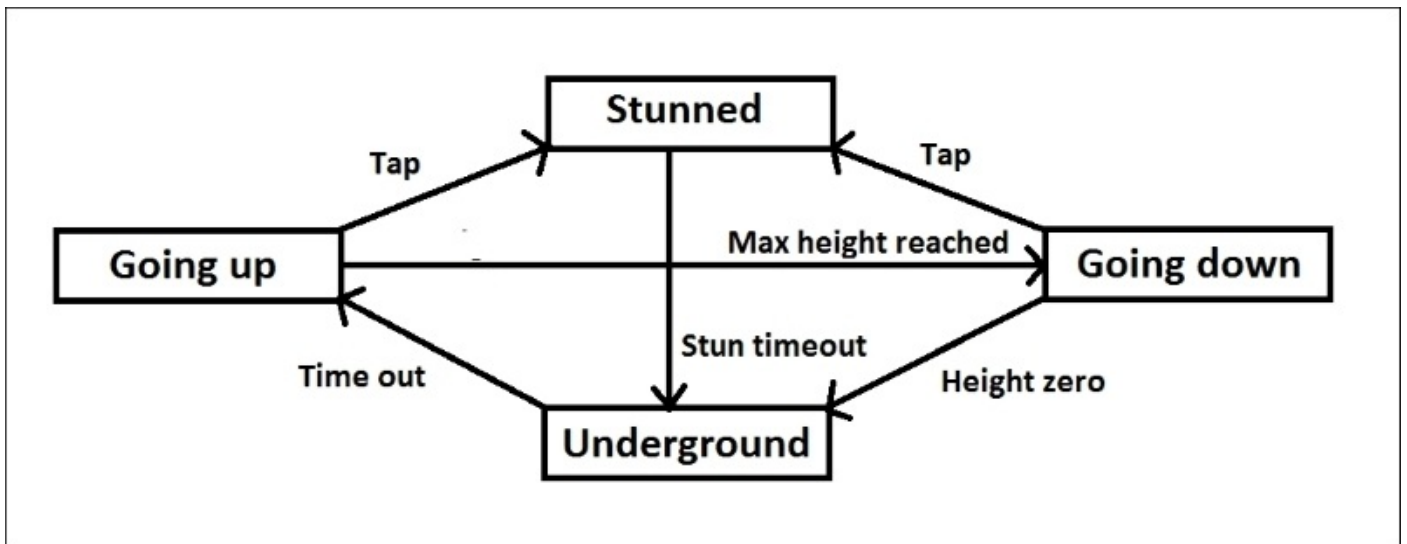 Stunned
Tap
Tap
Max height reached
Going up
Going down
Stun timeout
Time out
Height zero
Underground